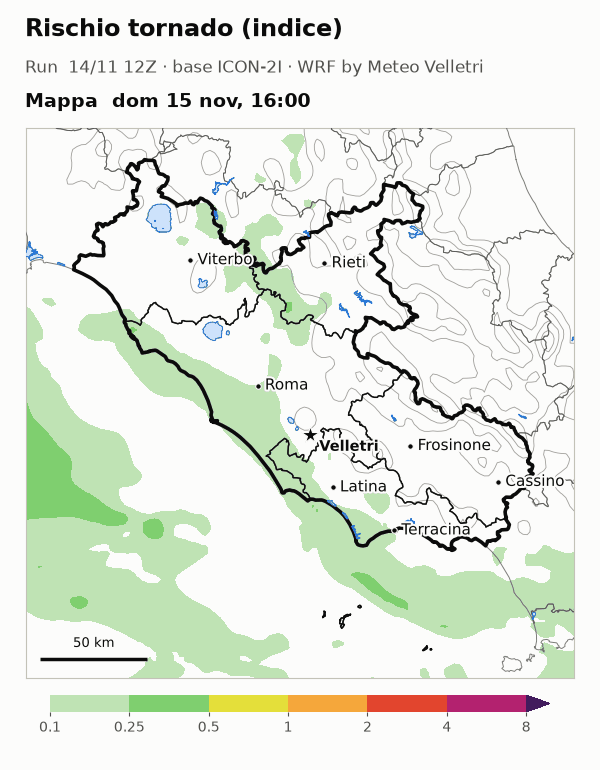 Rischio tornado (indice)
Run 14/11 12Z · base ICON-2I · WRF by Meteo Velletri
Mappa dom 15 nov, 16:00
Viterbo
Rieti
Roma
Velletri
Frosinone
Cassino
Latina
Terracina
50 km
0.1 0.25 0.5 1 2 4 8